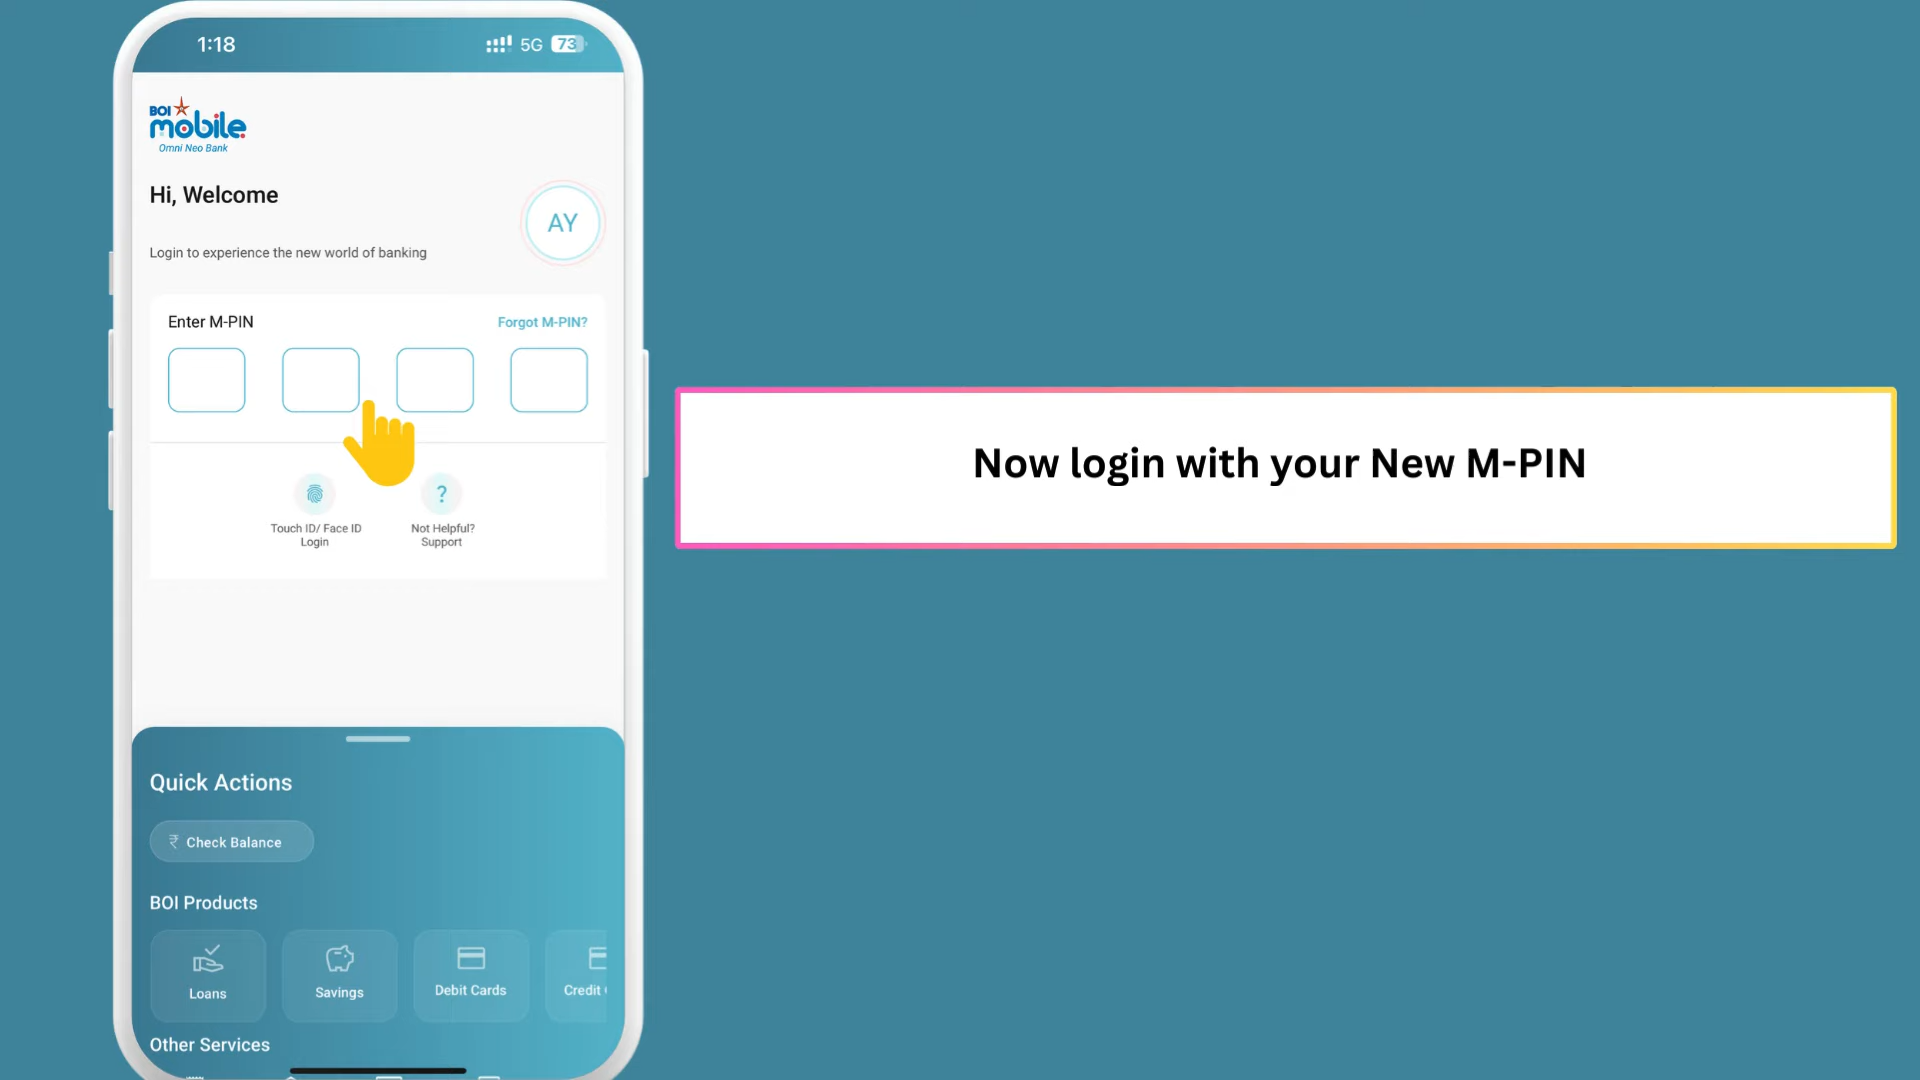 1:18
5G 73
BOI
mobile
Omni Neo Bank
Hi, Welcome
AY
Login to experience the new world of banking
Enter M-PIN
Forgot M-PIN?
?
Touch ID/ Face ID
Login
Not Helpful?
Support
Now login with your New M-PIN
Quick Actions
₹ Check Balance
BOI Products
Loans
Savings
Debit Cards
Credit
Other Services